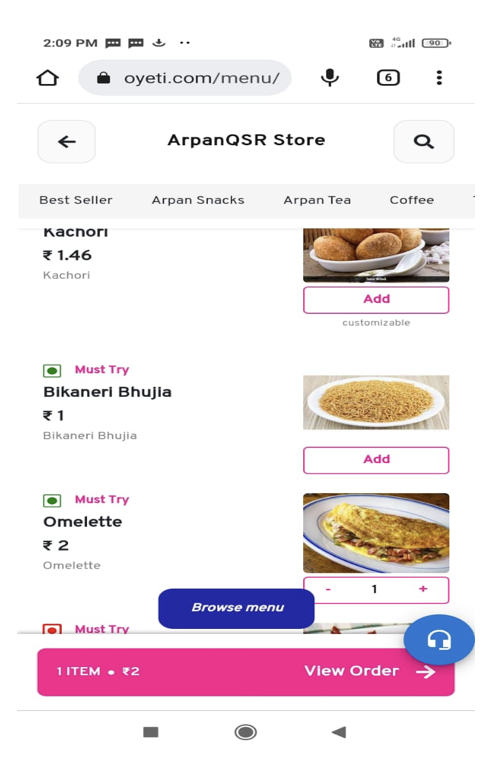 2:09 PM
4G
90
oyeti.com/menu/
6
ArpanQSR Store
Best Seller
Arpan Snacks
Arpan Tea
Coffee
Kachori
₹ 1.46
Kachori
Add
customizable
Must Try
Bikaneri Bhujia
₹ 1
Bikaneri Bhujia
Add
Must Try
Omelette
₹ 2
Omelette
- 1 +
Browse menu
Must Try
1 ITEM • ₹2
View Order →